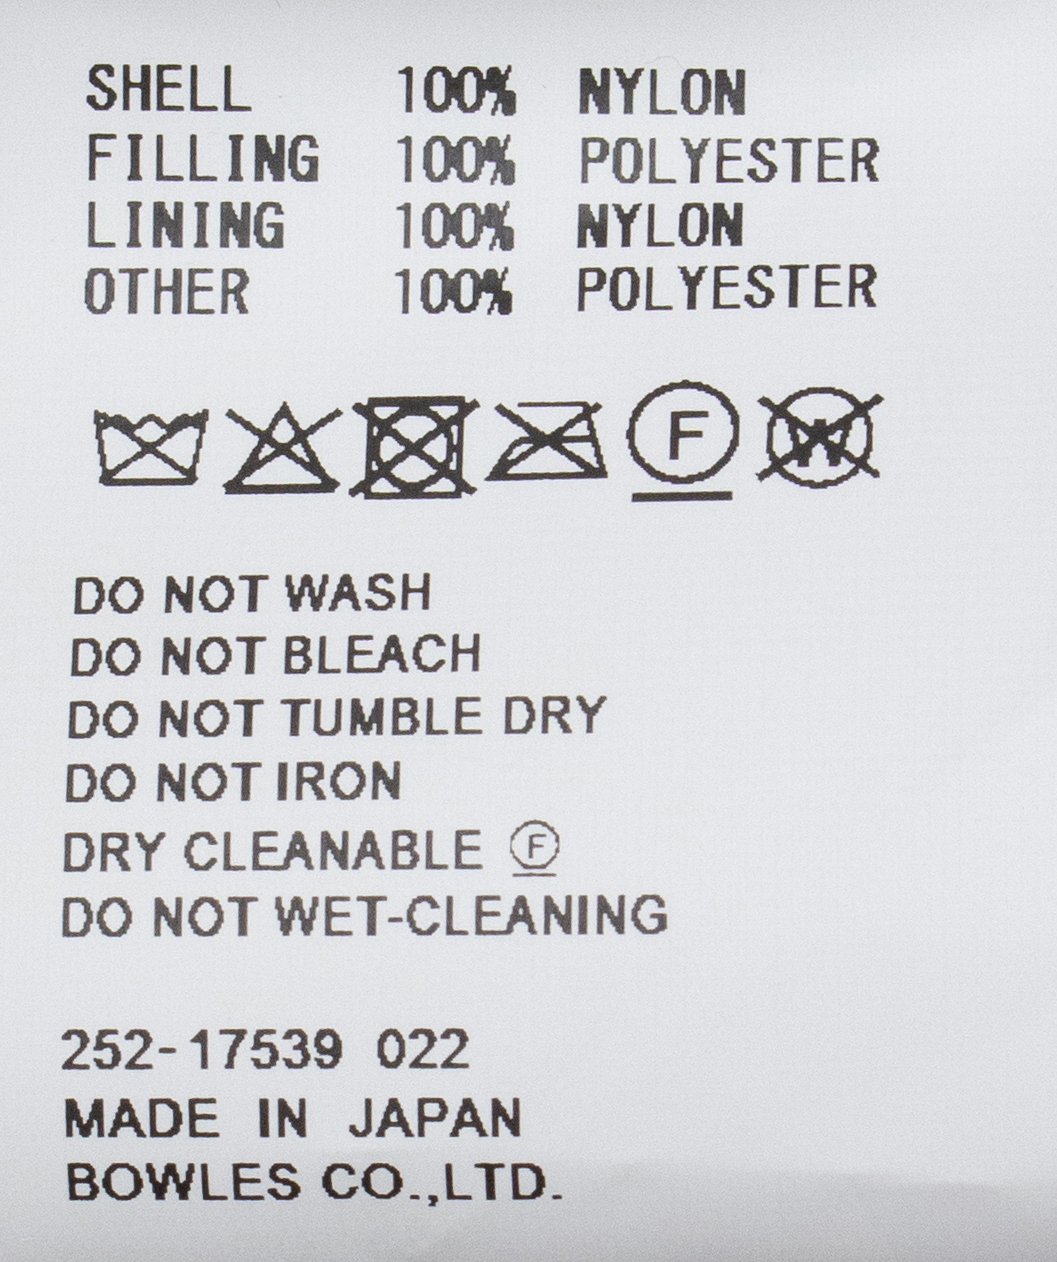 SHELL 100% NYLON
FILLING 100% POLYESTER
LINING 100% NYLON
OTHER 100% POLYESTER
F W
DO NOT WASH
DO NOT BLEACH
DO NOT TUMBLE DRY
DO NOT IRON
DRY CLEANABLE F
DO NOT WET-CLEANING
252-17539 022
MADE IN JAPAN
BOWLES CO.,LTD.